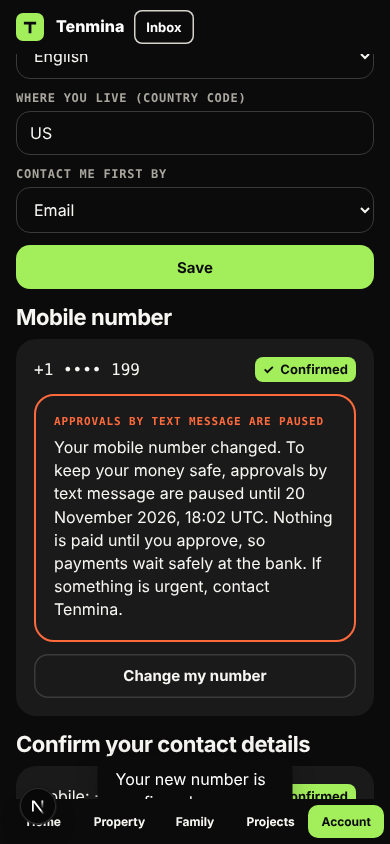 Tenmina
Inbox
English
WHERE YOU LIVE (COUNTRY CODE)
US
CONTACT ME FIRST BY
Email
Save
Mobile number
+1 •••• 199
✓ Confirmed
APPROVALS BY TEXT MESSAGE ARE PAUSED
Your mobile number changed. To
keep your money safe, approvals by
text message are paused until 20
November 2026, 18:02 UTC. Nothing
is paid until you approve, so
payments wait safely at the bank. If
something is urgent, contact
Tenmina.
Change my number
Confirm your contact details
Your new number is
N
Property
Family
Projects
Account